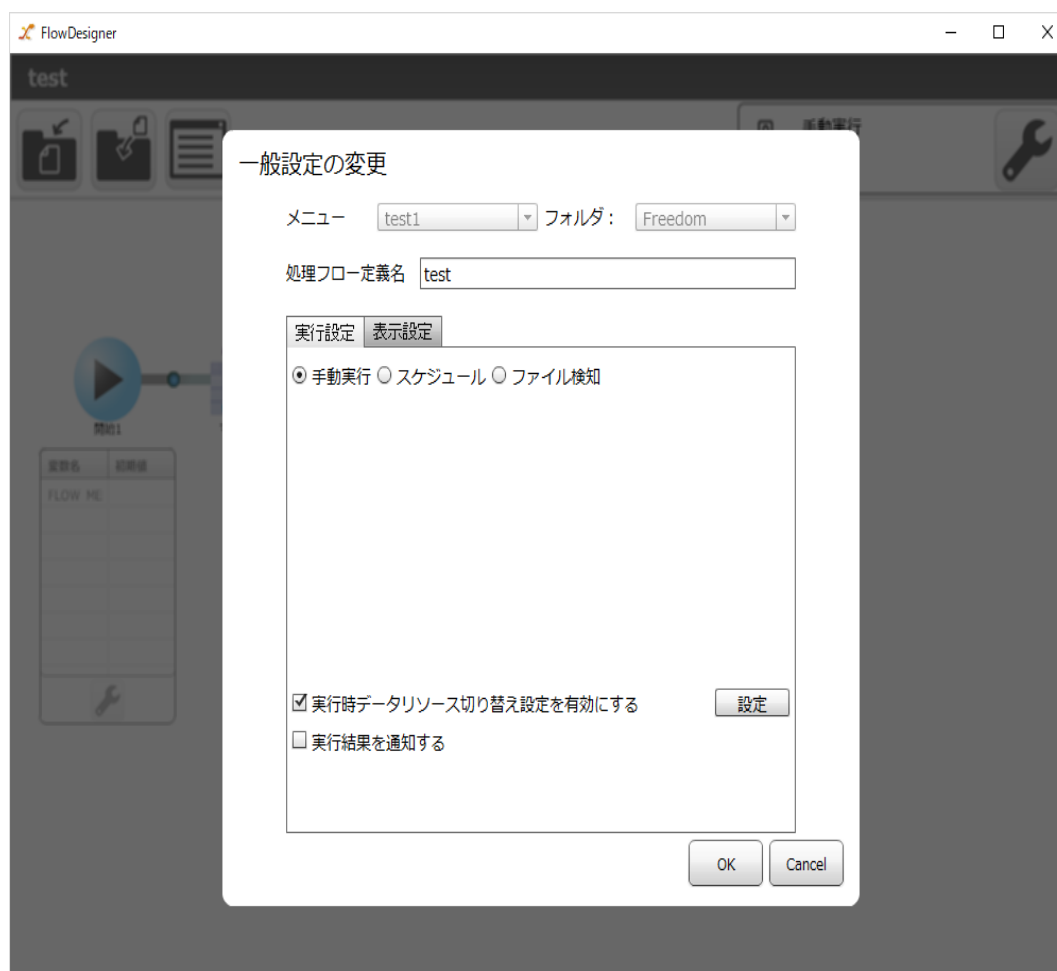 FlowDesigner
test
手動実行
一般設定の変更
メニュー test1 フォルダ： Freedom
処理フロー定義名 test
実行設定 表示設定
手動実行 スケジュール ファイル検知
開始1
変数名 初期値
FLOW ME
実行時データリソース切り替え設定を有効にする 設定
実行結果を通知する
OK Cancel